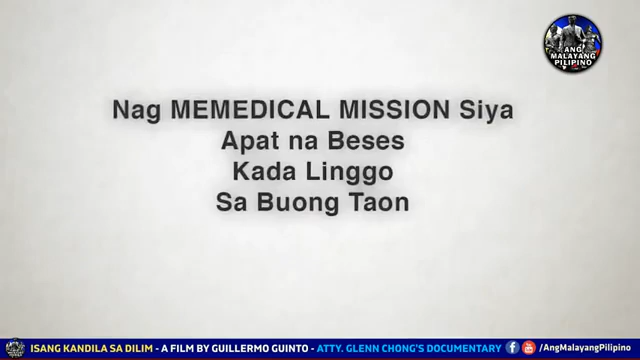 ANG
MALAYANG
PILIPINO
Nag MEMEDICAL MISSION Siya
Apat na Beses
Kada Linggo
Sa Buong Taon
ISANG KANDILA SA DILIM - A FILM BY GUILLERMO GUINTO - ATTY. GLENN CHONG'S DOCUMENTARY /AngMalayangPilipino